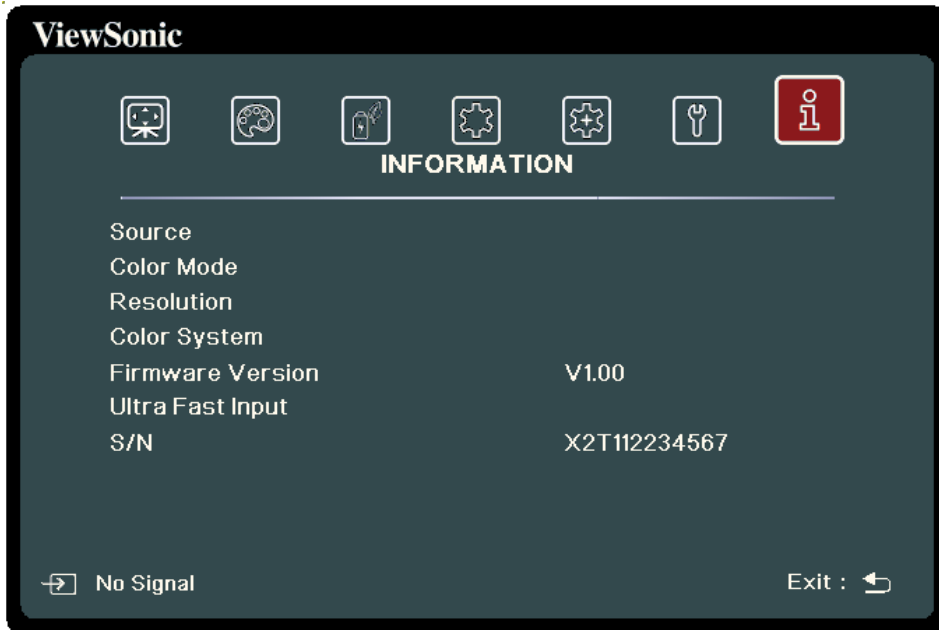 ViewSonic
INFORMATION
Source
Color Mode
Resolution
Color System
Firmware Version V1.00
Ultra Fast Input
S/N X2T112234567
No Signal Exit :